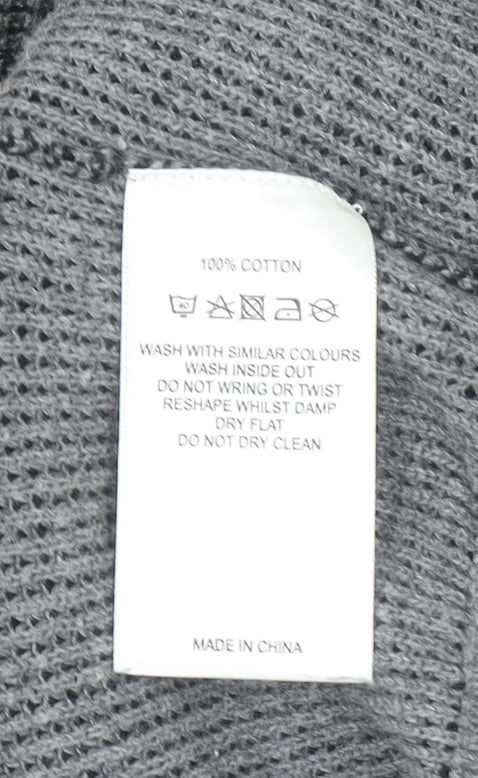 100% COTTON
40
WASH WITH SIMILAR COLOURS
WASH INSIDE OUT
DO NOT WRING OR TWIST
RESHAPE WHILST DAMP
DRY FLAT
DO NOT DRY CLEAN
MADE IN CHINA